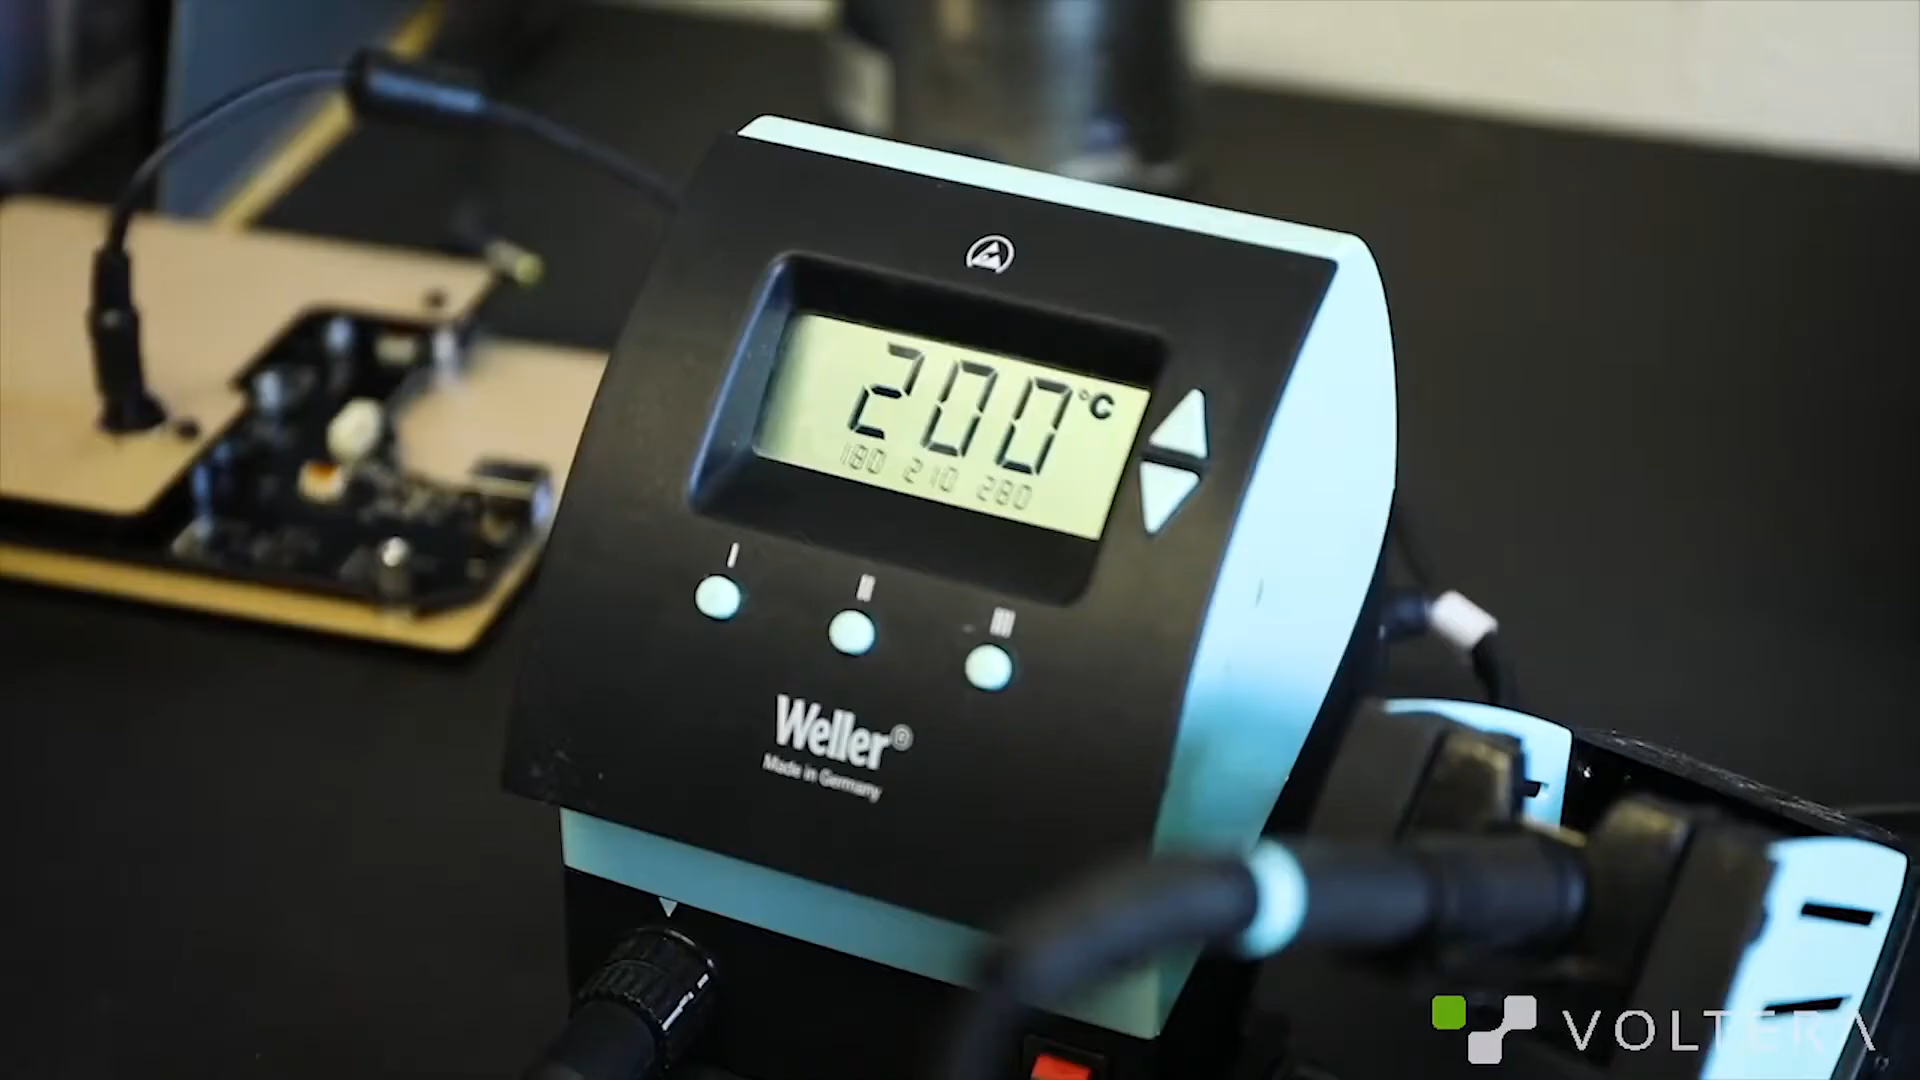 200°C
180 210 280
I II III
Weller®
Made in Germany
VOLTERA